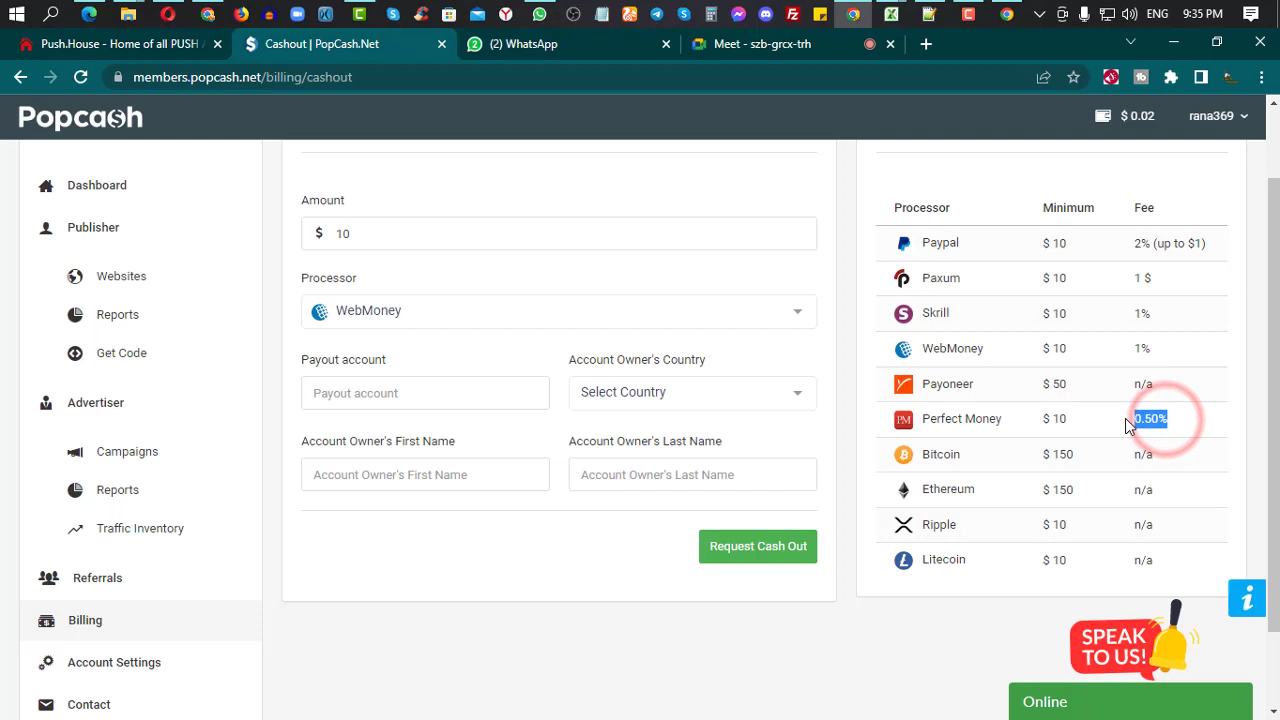 ENG 3:35 PM
Push.House - Home of all PUSH A
Cashout | PopCash.Net
(2) WhatsApp
Meet - szb-grcx-trh
members.popcash.net/billing/cashout
Popcash
$ 0.02
rana369
Dashboard
Publisher
Websites
Reports
Get Code
Advertiser
Campaigns
Reports
Traffic Inventory
Referrals
Billing
Account Settings
Contact
Amount
$ 10
Processor
WebMoney
Payout account
Account Owner's Country
Payout account
Select Country
Account Owner's First Name
Account Owner's Last Name
Account Owner's First Name
Account Owner's Last Name
Request Cash Out
Processor Minimum Fee
Paypal $ 10 2% (up to $1)
Paxum $ 10 1 $
Skrill $ 10 1%
WebMoney $ 10 1%
Payoneer $ 50 n/a
Perfect Money $ 10 0.50%
Bitcoin $ 150 n/a
Ethereum $ 150 n/a
Ripple $ 10 n/a
Litecoin $ 10 n/a
SPEAK
TO US!
Online